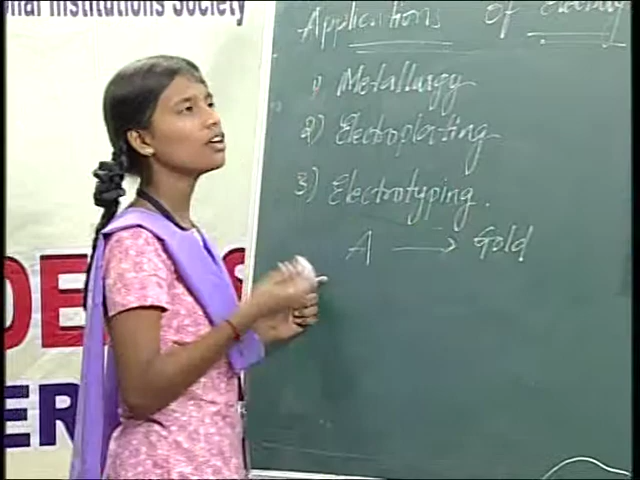 nal Institutions Society
Applications of
1) Metallurgy
2) Electroplating
3) Electrotyping.
A → Gold